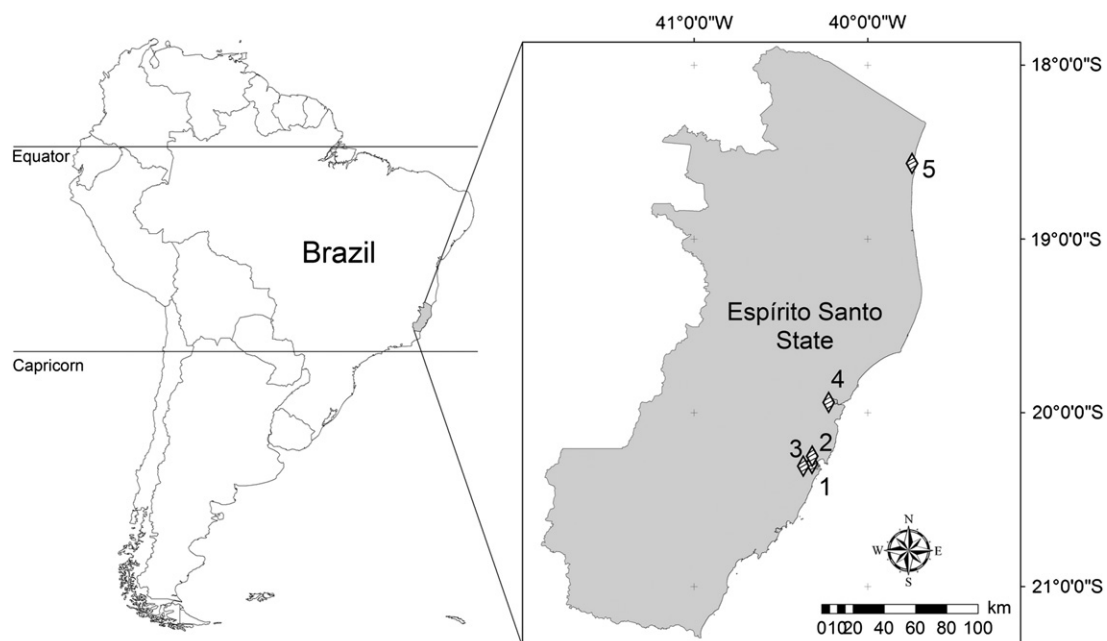 Equator
Brazil
Capricorn
41°0'0"W
40°0'0"W
18°0'0"S
19°0'0"S
20°0'0"S
21°0'0"S
Espírito Santo
State
5
4
3
2
1
N
W
E
S
km
0 10 20 40 60 80 100